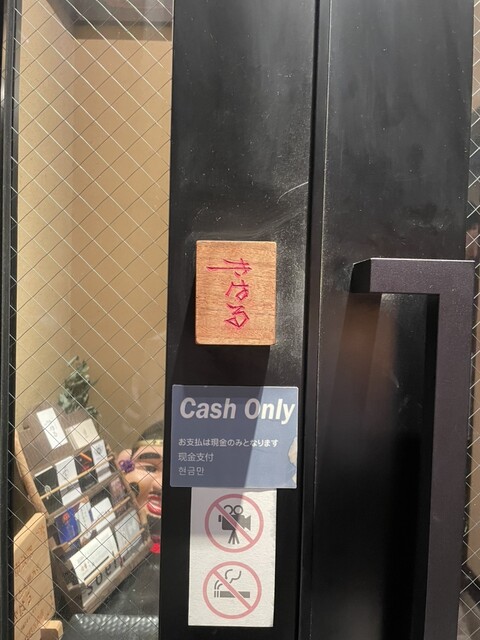 Cash Only
お支払は現金のみとなります
现金支付
현금만